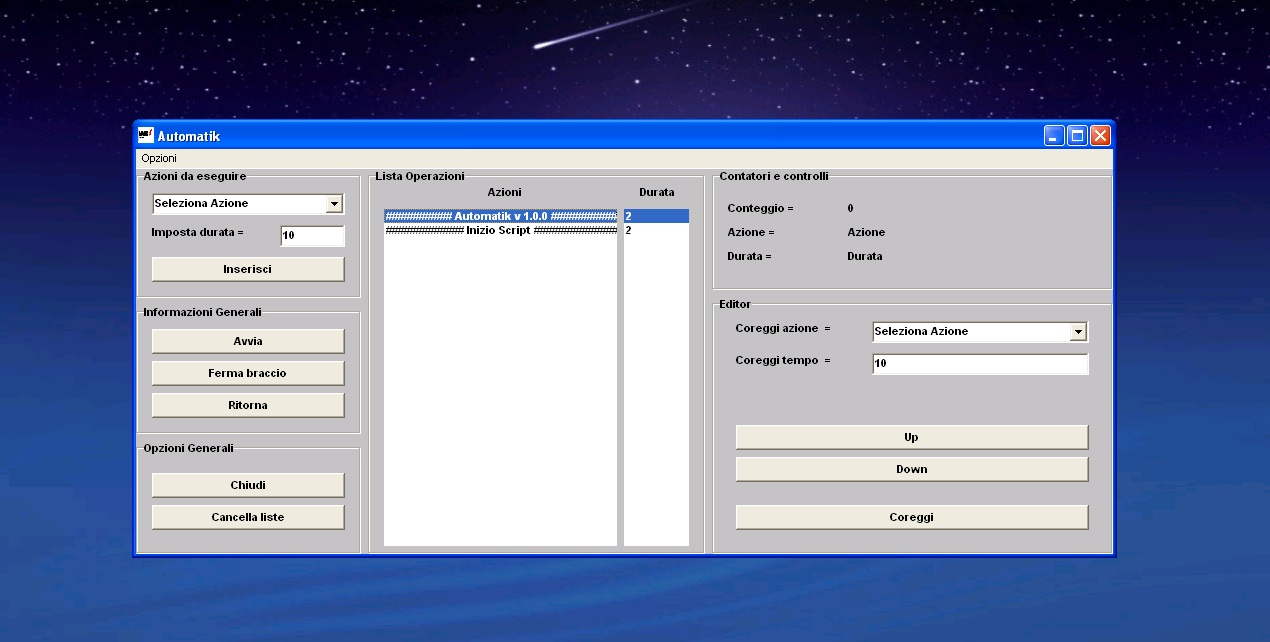 Automatik
Opzioni
Azioni da eseguire
Seleziona Azione
Imposta durata =
10
Inserisci
Informazioni Generali
Avvia
Ferma braccio
Ritorna
Opzioni Generali
Chiudi
Cancella liste
Lista Operazioni
Azioni Durata
########### Automatik v 1.0.0 ########### 2
############# Inizio Script ############## 2
Contatori e controlli
Conteggio = 0
Azione = Azione
Durata = Durata
Editor
Coreggi azione = Seleziona Azione
Coreggi tempo = 10
Up
Down
Coreggi